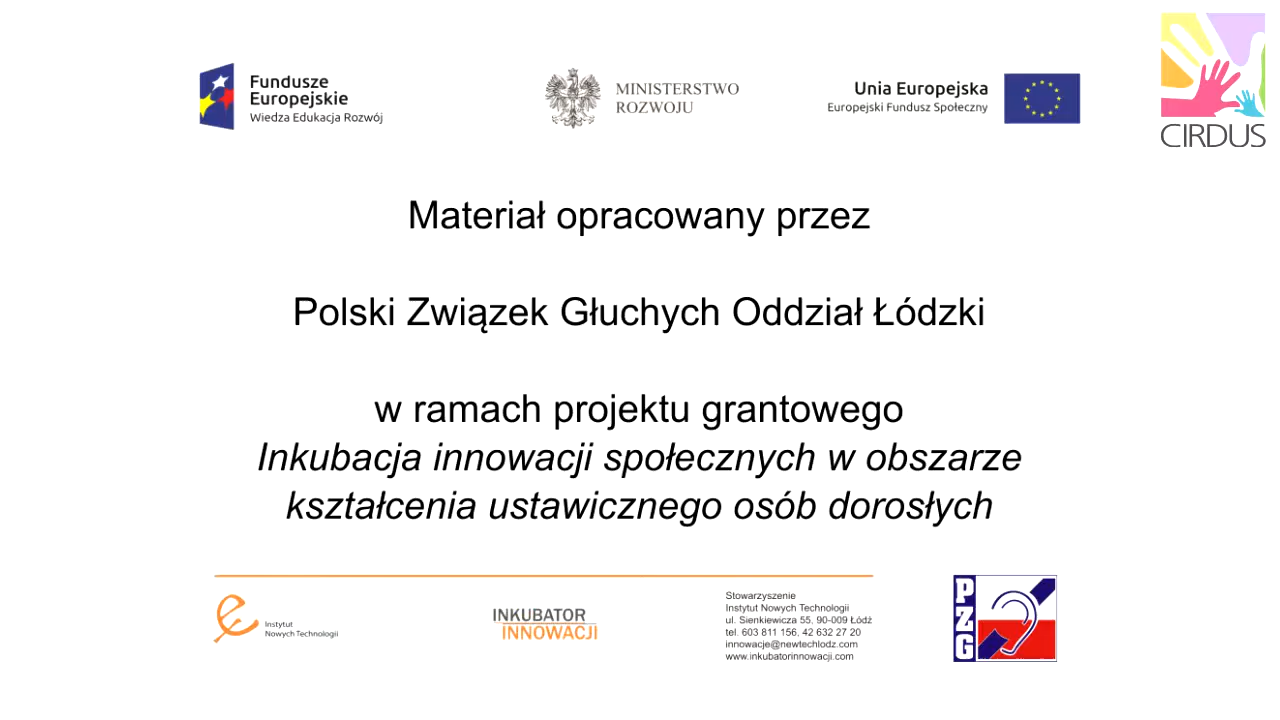 Fundusze
Europejskie
Wiedza Edukacja Rozwój
MINISTERSTWO
ROZWOJU
Unia Europejska
Europejski Fundusz Społeczny
CIRDUS
Materiał opracowany przez
Polski Związek Głuchych Oddział Łódzki
w ramach projektu grantowego
Inkubacja innowacji społecznych w obszarze
kształcenia ustawicznego osób dorosłych
Instytut
Nowych Technologii
INKUBATOR
INNOWACJI
Stowarzyszenie
Instytut Nowych Technologii
ul. Sienkiewicza 55, 90-009 Łódź
tel. 603 811 156, 42 632 27 20
innowacje@newtechlodz.com
www.inkubatorinnowacji.com
PZG